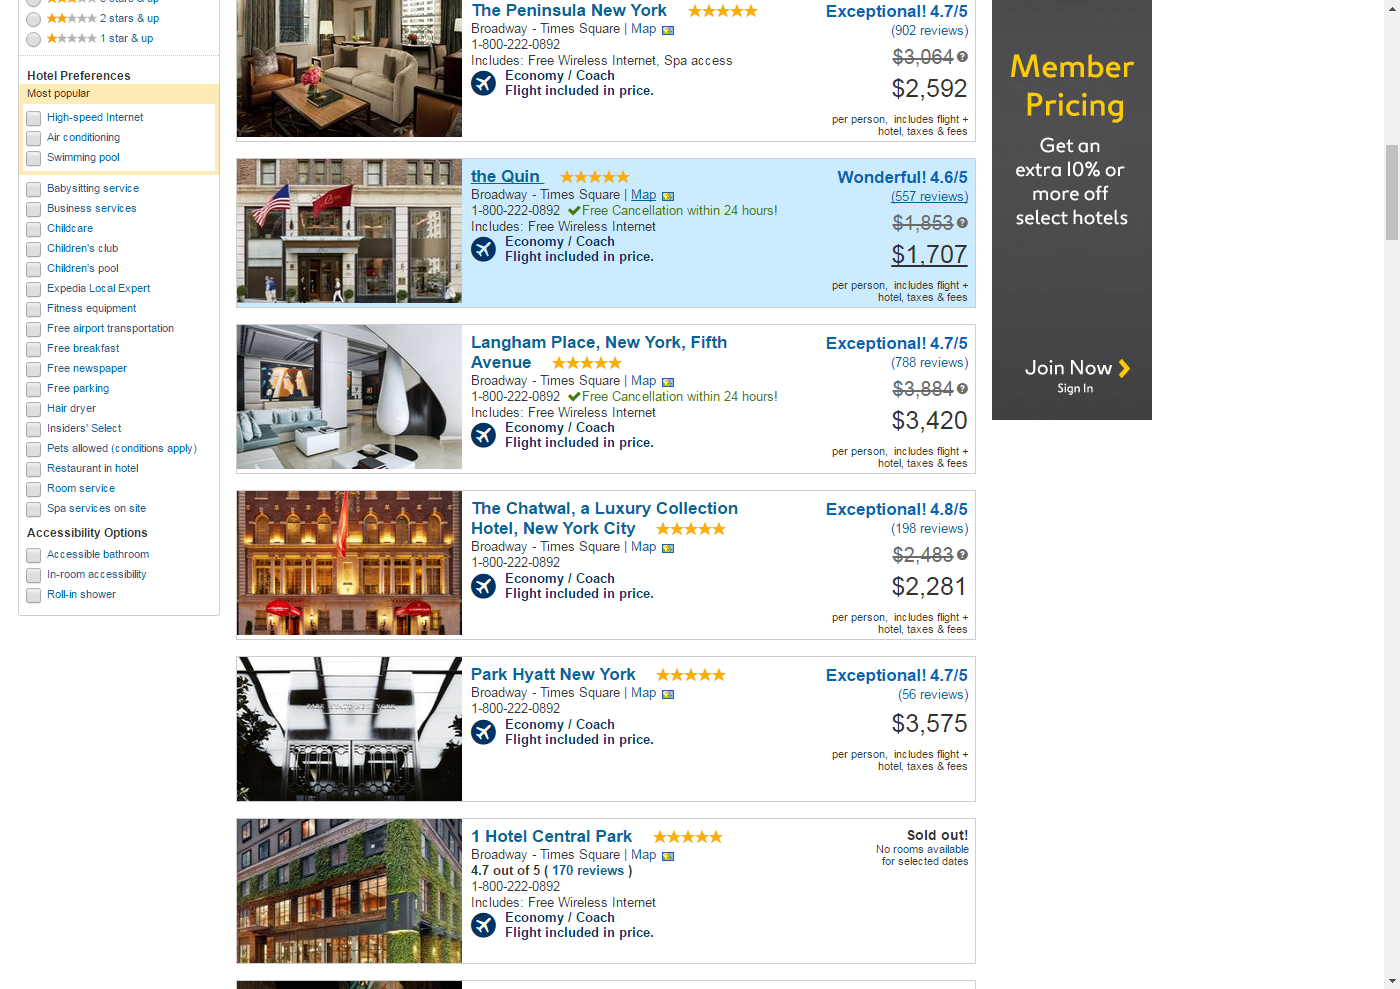 2 stars & up
1 star & up
Hotel Preferences
Most popular
High-speed Internet
Air conditioning
Swimming pool
Babysitting service
Business services
Childcare
Children's club
Children's pool
Expedia Local Expert
Fitness equipment
Free airport transportation
Free breakfast
Free newspaper
Free parking
Hair dryer
Insiders' Select
Pets allowed (conditions apply)
Restaurant in hotel
Room service
Spa services on site
Accessibility Options
Accessible bathroom
In-room accessibility
Roll-in shower
The Peninsula New York
Broadway - Times Square | Map
1-800-222-0892
Includes: Free Wireless Internet, Spa access
Economy / Coach
Flight included in price.
Exceptional! 4.7/5
(902 reviews)
$3,064
$2,592
per person, includes flight +
hotel, taxes & fees
the Quin
Broadway - Times Square | Map
1-800-222-0892 Free Cancellation within 24 hours!
Includes: Free Wireless Internet
Economy / Coach
Flight included in price.
Wonderful! 4.6/5
(557 reviews)
$1,853
$1,707
per person, includes flight +
hotel, taxes & fees
Langham Place, New York, Fifth
Avenue
Broadway - Times Square | Map
1-800-222-0892 Free Cancellation within 24 hours!
Includes: Free Wireless Internet
Economy / Coach
Flight included in price.
Exceptional! 4.7/5
(788 reviews)
$3,884
$3,420
per person, includes flight +
hotel, taxes & fees
The Chatwal, a Luxury Collection
Hotel, New York City
Broadway - Times Square | Map
1-800-222-0892
Economy / Coach
Flight included in price.
Exceptional! 4.8/5
(198 reviews)
$2,483
$2,281
per person, includes flight +
hotel, taxes & fees
PARK HYATT NEW YORK
Park Hyatt New York
Broadway - Times Square | Map
1-800-222-0892
Economy / Coach
Flight included in price.
Exceptional! 4.7/5
(56 reviews)
$3,575
per person, includes flight +
hotel, taxes & fees
1 Hotel Central Park
Broadway - Times Square | Map
4.7 out of 5 ( 170 reviews )
1-800-222-0892
Includes: Free Wireless Internet
Economy / Coach
Flight included in price.
Sold out!
No rooms available
for selected dates
Member
Pricing
Get an
extra 10% or
more off
select hotels
Join Now
Sign In